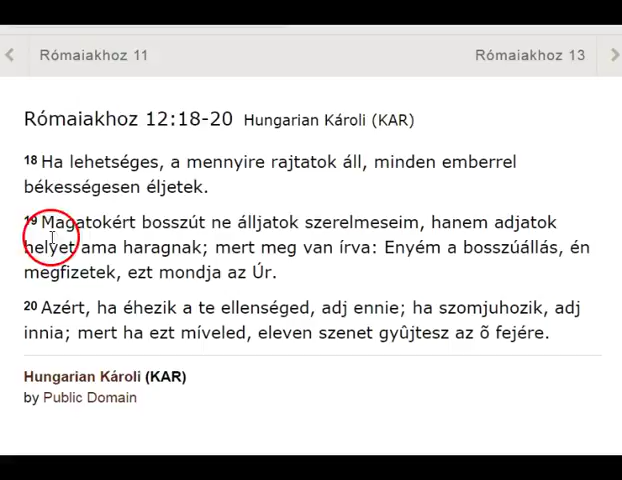 Rómaiakhoz 11
Rómaiakhoz 13
Rómaiakhoz 12:18-20 Hungarian Károli (KAR)
18 Ha lehetséges, a mennyire rajtatok áll, minden emberrel
békességesen éljetek.
19 Magatokért bosszút ne álljatok szerelmeseim, hanem adjatok
helyet ama haragnak; mert meg van írva: Enyém a bosszúállás, én
megfizetek, ezt mondja az Úr.
20 Azért, ha éhezik a te ellenséged, adj ennie; ha szomjuhozik, adj
innia; mert ha ezt míveled, eleven szenet gyûjtesz az õ fejére.
Hungarian Károli (KAR)
by Public Domain